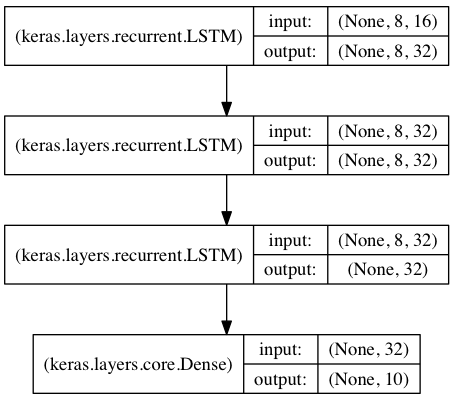 (keras.layers.recurrent.LSTM)
input: (None, 8, 16)
output: (None, 8, 32)
(keras.layers.recurrent.LSTM)
input: (None, 8, 32)
output: (None, 8, 32)
(keras.layers.recurrent.LSTM)
input: (None, 8, 32)
output: (None, 32)
(keras.layers.core.Dense)
input: (None, 32)
output: (None, 10)